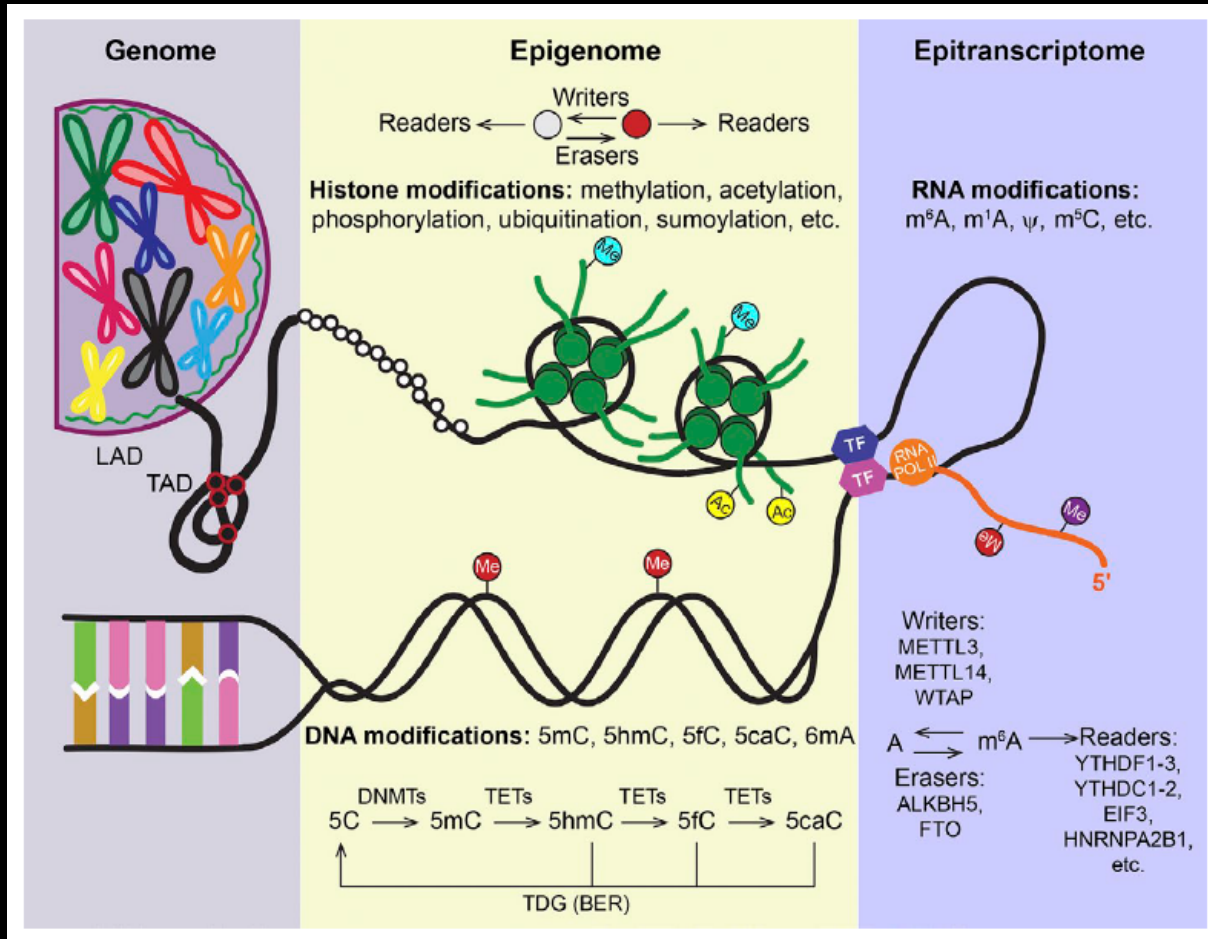 Genome
Epigenome
Epitranscriptome
Writers
Readers
Readers
Erasers
Histone modifications: methylation, acetylation,
phosphorylation, ubiquitination, sumoylation, etc.
RNA modifications:
m⁶A, m¹A, ψ, m⁵C, etc.
Me
Me
LAD
TAD
TF
TF
RNA
POL II
Ac
Ac
Me
Me
5'
Me
Me
DNA modifications: 5mC, 5hmC, 5fC, 5caC, 6mA
DNMTs
TETs
TETs
TETs
5C
5mC
5hmC
5fC
5caC
TDG (BER)
Writers:
METTL3,
METTL14,
WTAP
A
m⁶A
Erasers:
ALKBH5,
FTO
Readers:
YTHDF1-3,
YTHDC1-2,
EIF3,
HNRNPA2B1,
etc.